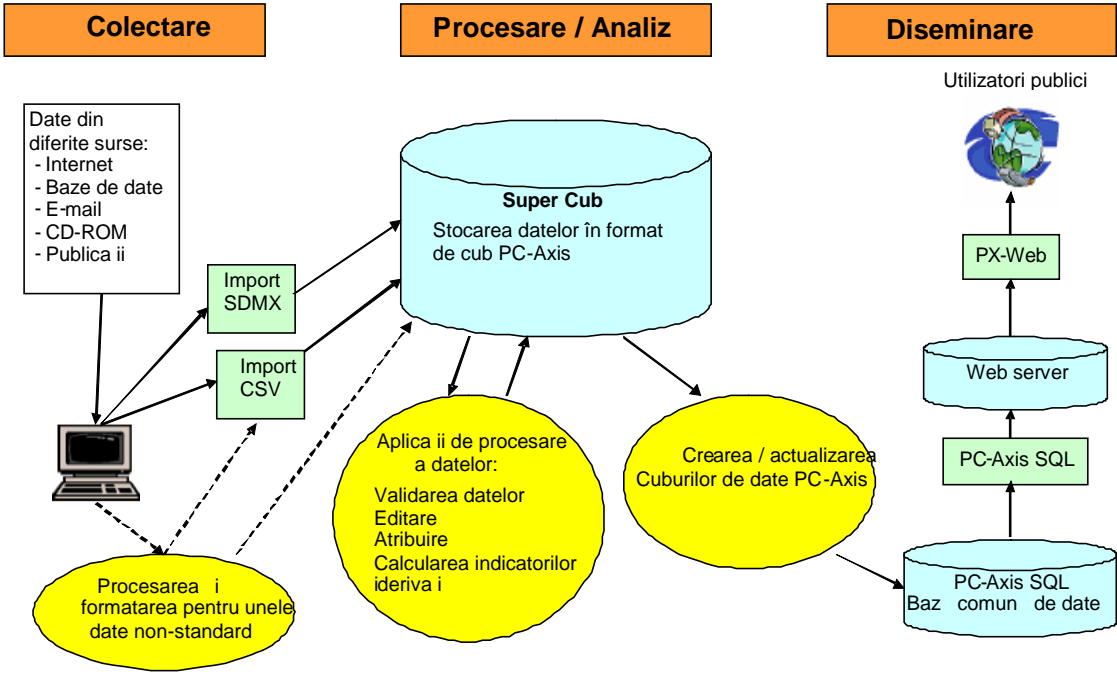 Colectare
Procesare / Analiz
Diseminare
Date din
diferite surse:
- Internet
- Baze de date
- E-mail
- CD-ROM
- Publica ii
Import
SDMX
Import
CSV
Procesarea i
formatarea pentru unele
date non-standard
Super Cub
Stocarea datelor în format
de cub PC-Axis
Aplica ii de procesare
a datelor:
Validarea datelor
Editare
Atribuire
Calcularea indicatorilor
ideriva i
Crearea / actualizarea
Cuburilor de date PC-Axis
Utilizatori publici
PX-Web
Web server
PC-Axis SQL
PC-Axis SQL
Baz comun de date